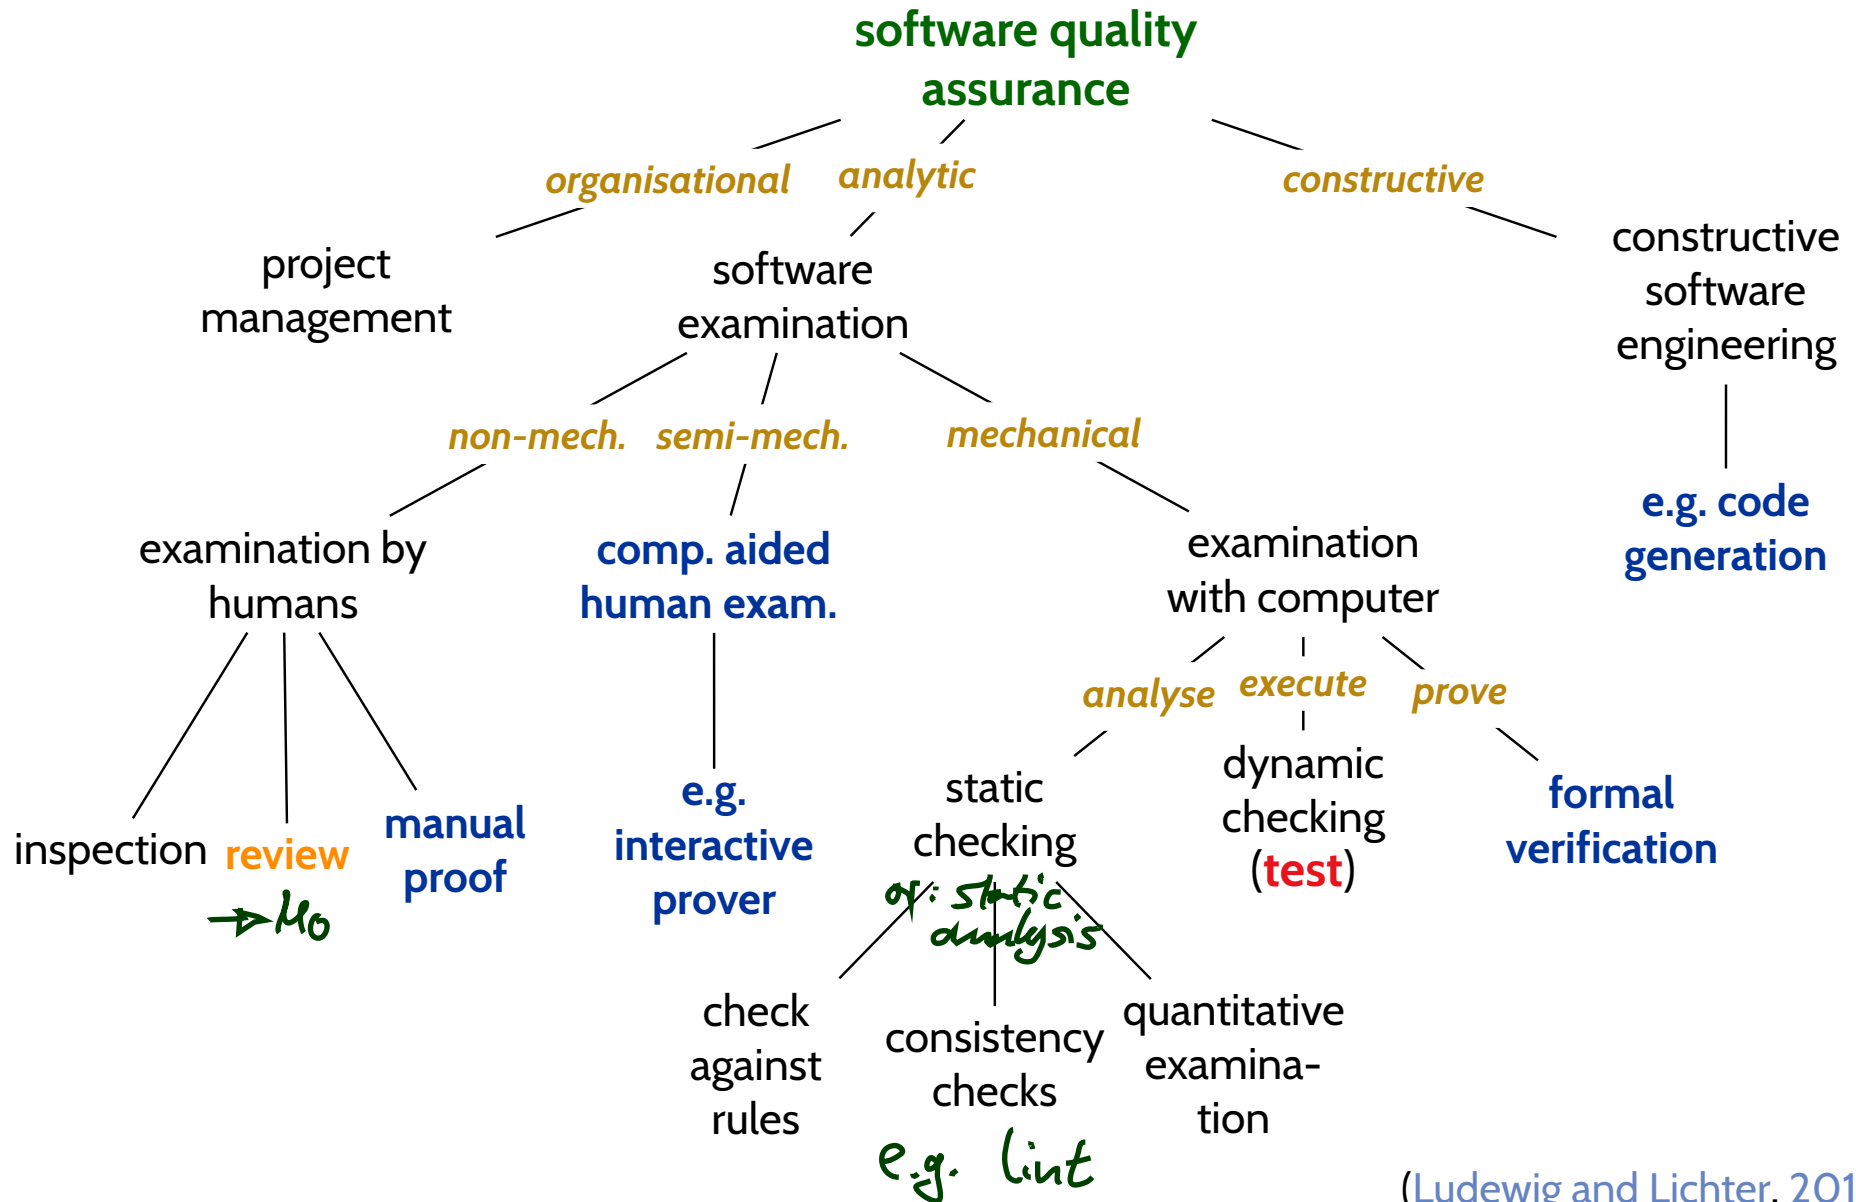 software quality
assurance
organisational
analytic
constructive
project
management
software
examination
constructive
software
engineering
non-mech.
semi-mech.
mechanical
e.g. code
generation
examination by
humans
comp. aided
human exam.
examination
with computer
analyse
execute
prove
inspection
review
→ Mo
manual
proof
e.g.
interactive
prover
static
checking
or: static
analysis
dynamic
checking
(test)
formal
verification
check
against
rules
consistency
checks
e.g. lint
quantitative
examina-
tion
(Ludewig and Lichter, 201